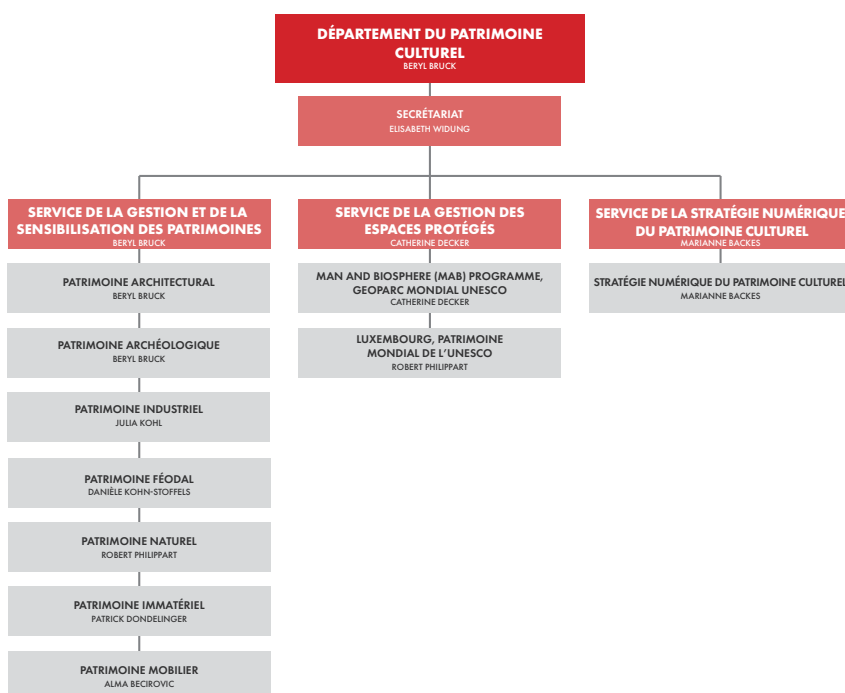 DÉPARTEMENT DU PATRIMOINE
CULTUREL
BERYL BRUCK
SECRÉTARIAT
ELISABETH WIDUNG
SERVICE DE LA GESTION ET DE LA
SENSIBILISATION DES PATRIMOINES
BERYL BRUCK
PATRIMOINE ARCHITECTURAL
BERYL BRUCK
PATRIMOINE ARCHÉOLOGIQUE
BERYL BRUCK
PATRIMOINE INDUSTRIEL
JULIA KOHL
PATRIMOINE FÉODAL
DANIÈLE KOHN-STOFFELS
PATRIMOINE NATUREL
ROBERT PHILIPPART
PATRIMOINE IMMATÉRIEL
PATRICK DONDELINGER
PATRIMOINE MOBILIER
ALMA BECIROVIC
SERVICE DE LA GESTION DES
ESPACES PROTÉGÉS
CATHERINE DECKER
MAN AND BIOSPHERE (MAB) PROGRAMME,
GEOPARC MONDIAL UNESCO
CATHERINE DECKER
LUXEMBOURG, PATRIMOINE
MONDIAL DE L'UNESCO
ROBERT PHILIPPART
SERVICE DE LA STRATÉGIE NUMÉRIQUE
DU PATRIMOINE CULTUREL
MARIANNE BACKES
STRATÉGIE NUMÉRIQUE DU PATRIMOINE CULTUREL
MARIANNE BACKES